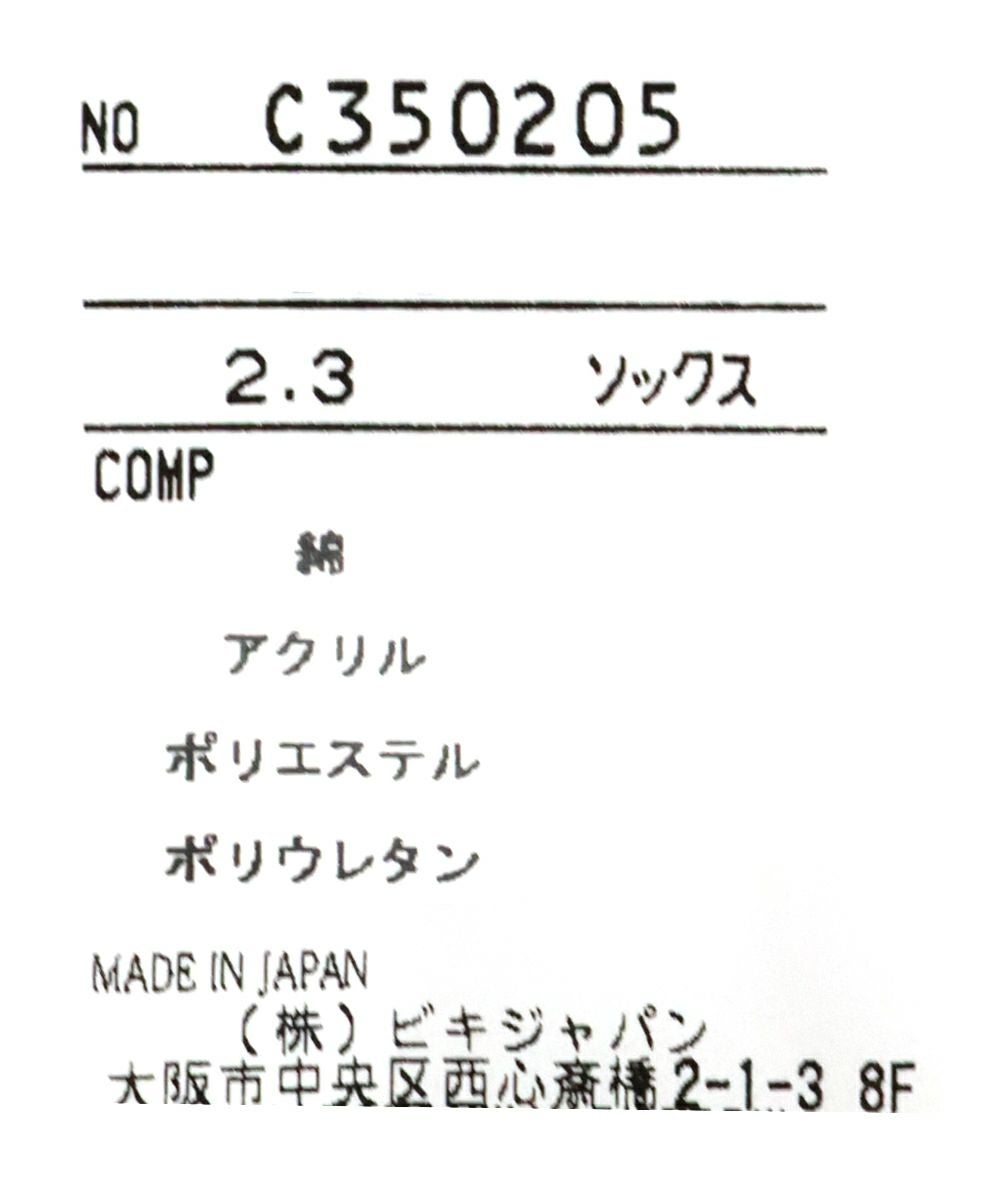 NO C350205
2.3 ソックス
COMP
綿
アクリル
ポリエステル
ポリウレタン
MADE IN JAPAN
(株)ビキジャパン
大阪市中央区西心斎橋2-1-3 8F